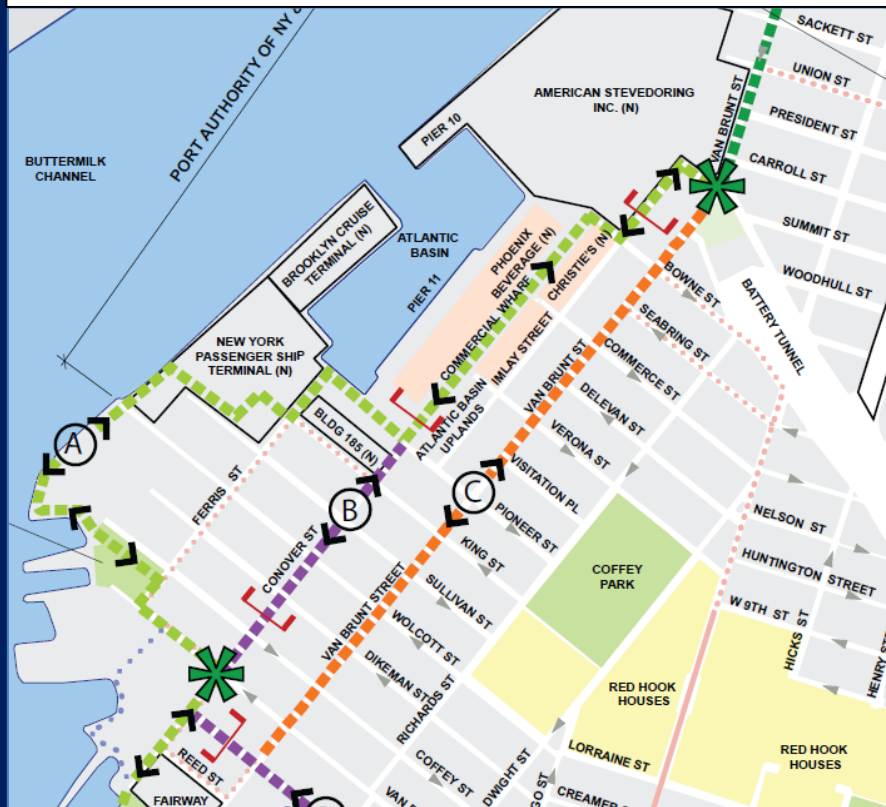 SACKETT ST
PORT AUTHORITY OF NY &
UNION ST
AMERICAN STEVEDORING
INC. (N)
VAN BRUNT ST
PRESIDENT ST
PIER 10
BUTTERMILK
CHANNEL
CARROLL ST
BROOKLYN CRUISE
TERMINAL (N)
ATLANTIC
BASIN
PHOENIX
BEVERAGE (N)
CHRISTIE'S (N)
SUMMIT ST
WOODHULL ST
PIER 11
BOWNE ST
COMMERCIAL WHARF
IMLAY STREET
SEABRING ST
BATTERY TUNNEL
NEW YORK
PASSENGER SHIP
TERMINAL (N)
VAN BRUNT ST
COMMERCE ST
ATLANTIC BASIN
UPLANDS
DELEVAN ST
BLDG 185 (N)
VERONA ST
A
VISITATION PL
FERRIS ST
C
B
PIONEER ST
NELSON ST
KING ST
CONOVER ST
COFFEY
PARK
HUNTINGTON STREET
SULLIVAN ST
VAN BRUNT STREET
W 9TH ST
WOLCOTT ST
HICKS ST
HENRY ST
DIKEMAN ST
RICHARDS ST
RED HOOK
HOUSES
RED HOOK
HOUSES
LORRAINE ST
REED ST
COFFEY ST
DWIGHT ST
FAIRWAY
VAN
CREAMER